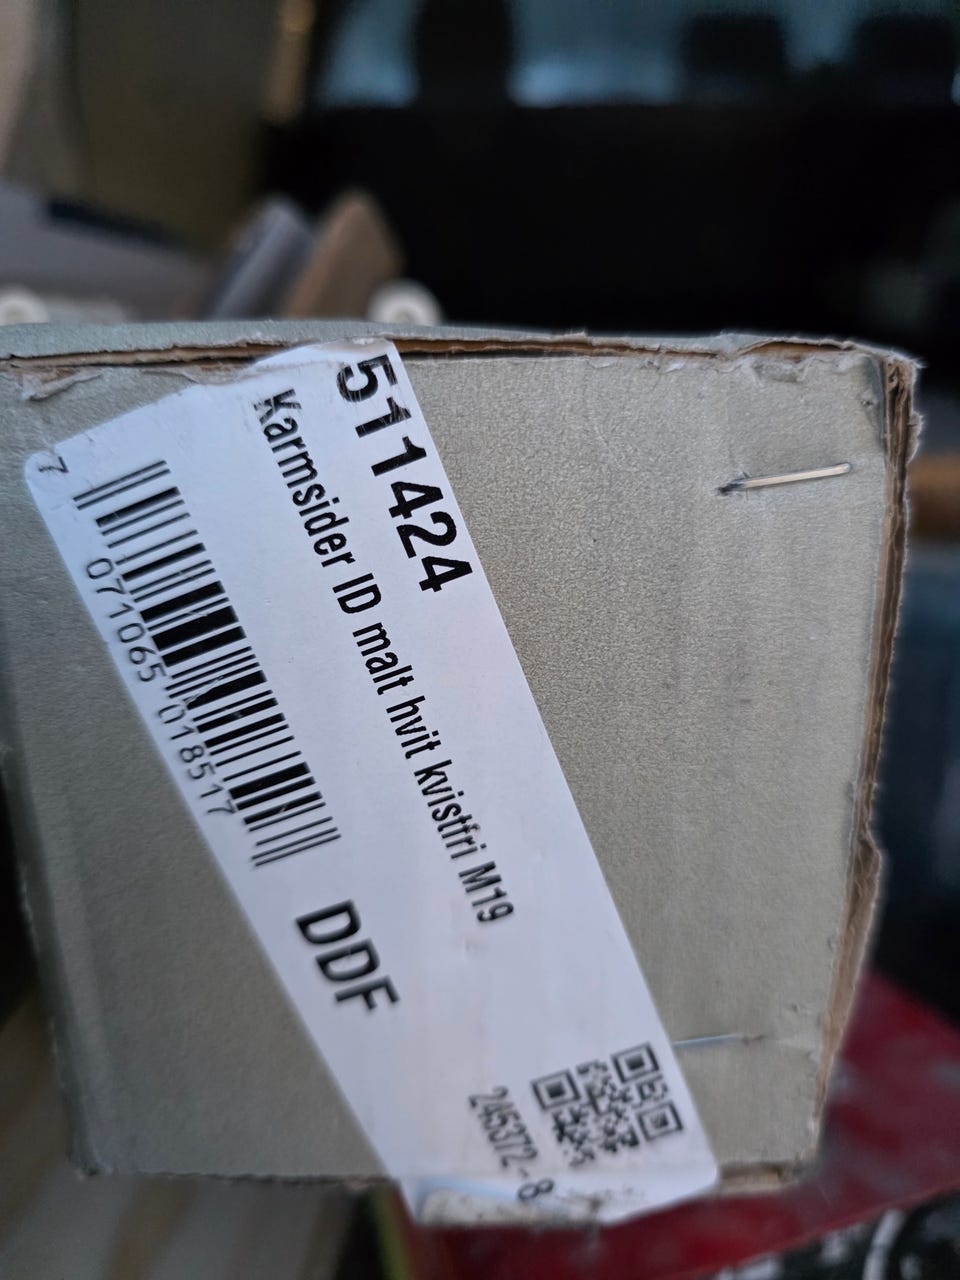 511424
Karmsider ID malt hvit kvistfri M19
7 071065 018517
DDF
245372-8